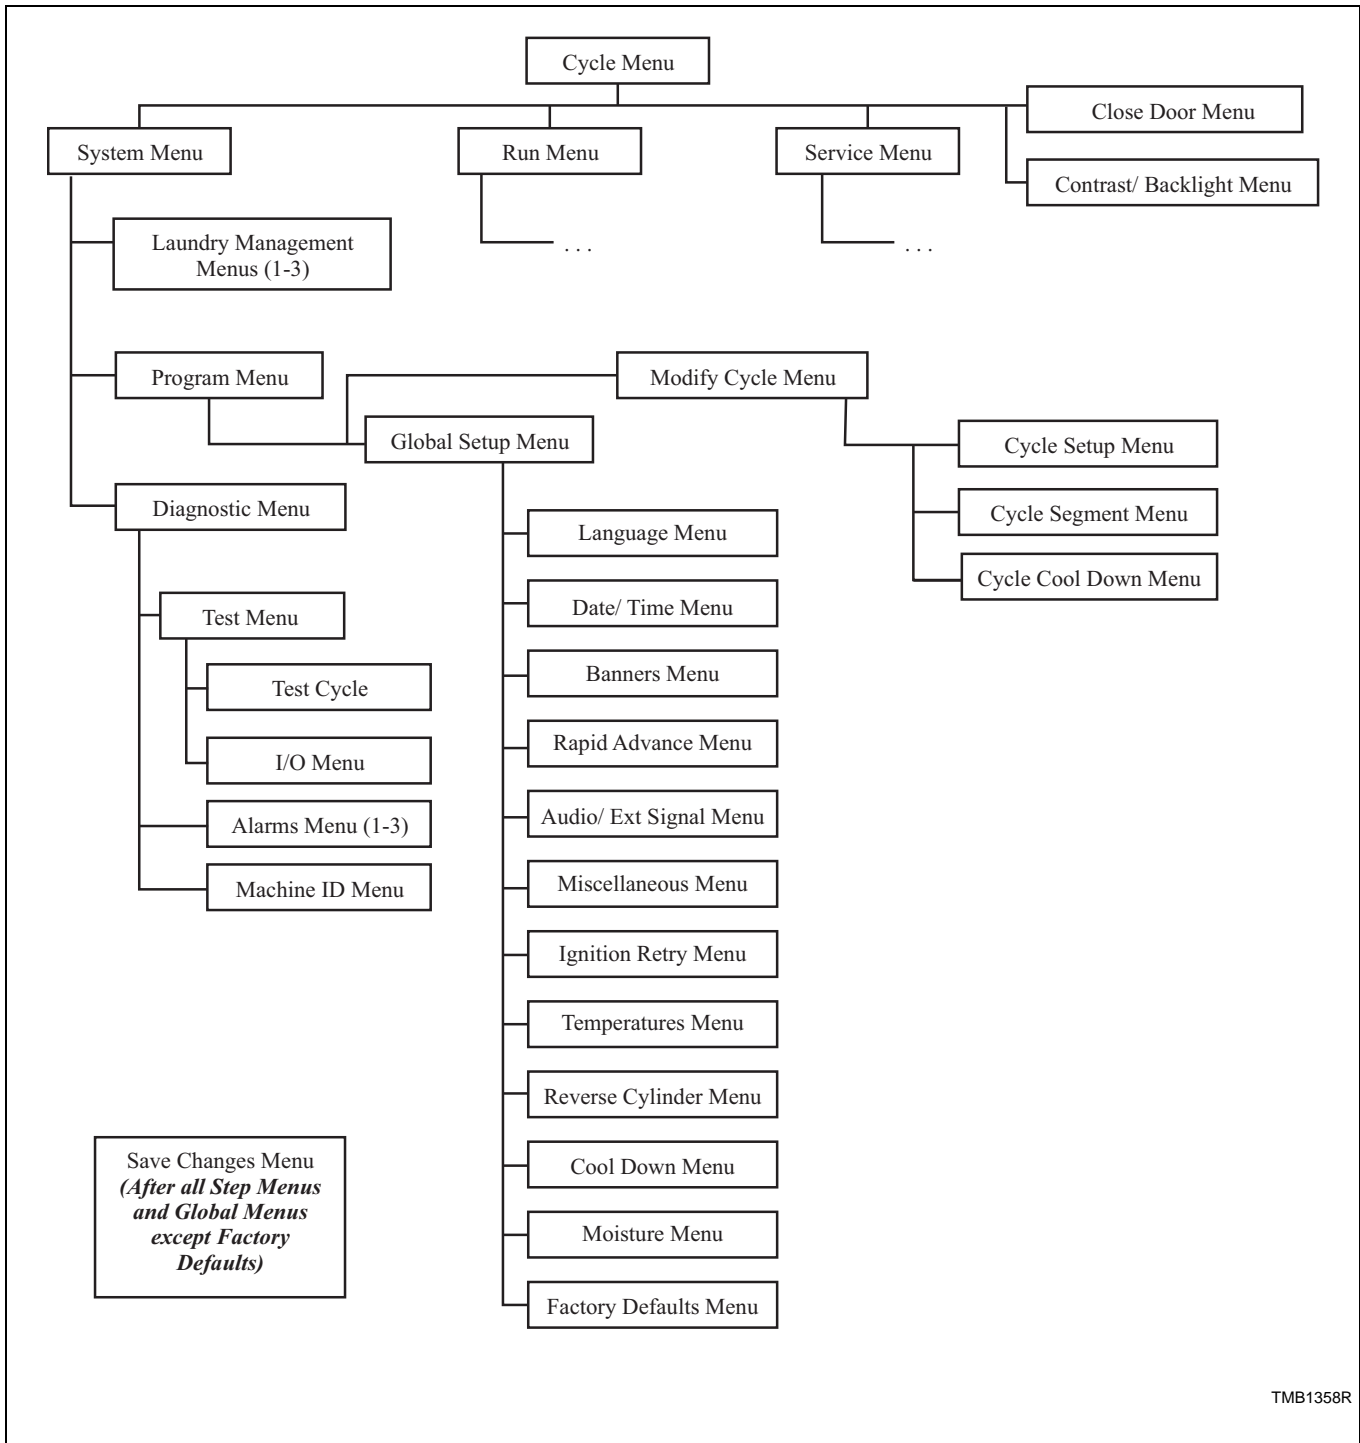 Cycle Menu
Close Door Menu
System Menu
Run Menu
Service Menu
Contrast/ Backlight Menu
Laundry Management
Menus (1-3)
. . .
. . .
Program Menu
Modify Cycle Menu
Global Setup Menu
Cycle Setup Menu
Cycle Segment Menu
Cycle Cool Down Menu
Diagnostic Menu
Test Menu
Test Cycle
I/O Menu
Alarms Menu (1-3)
Machine ID Menu
Language Menu
Date/ Time Menu
Banners Menu
Rapid Advance Menu
Audio/ Ext Signal Menu
Miscellaneous Menu
Ignition Retry Menu
Temperatures Menu
Reverse Cylinder Menu
Cool Down Menu
Moisture Menu
Factory Defaults Menu
Save Changes Menu
(After all Step Menus
and Global Menus
except Factory
Defaults)
TMB1358R